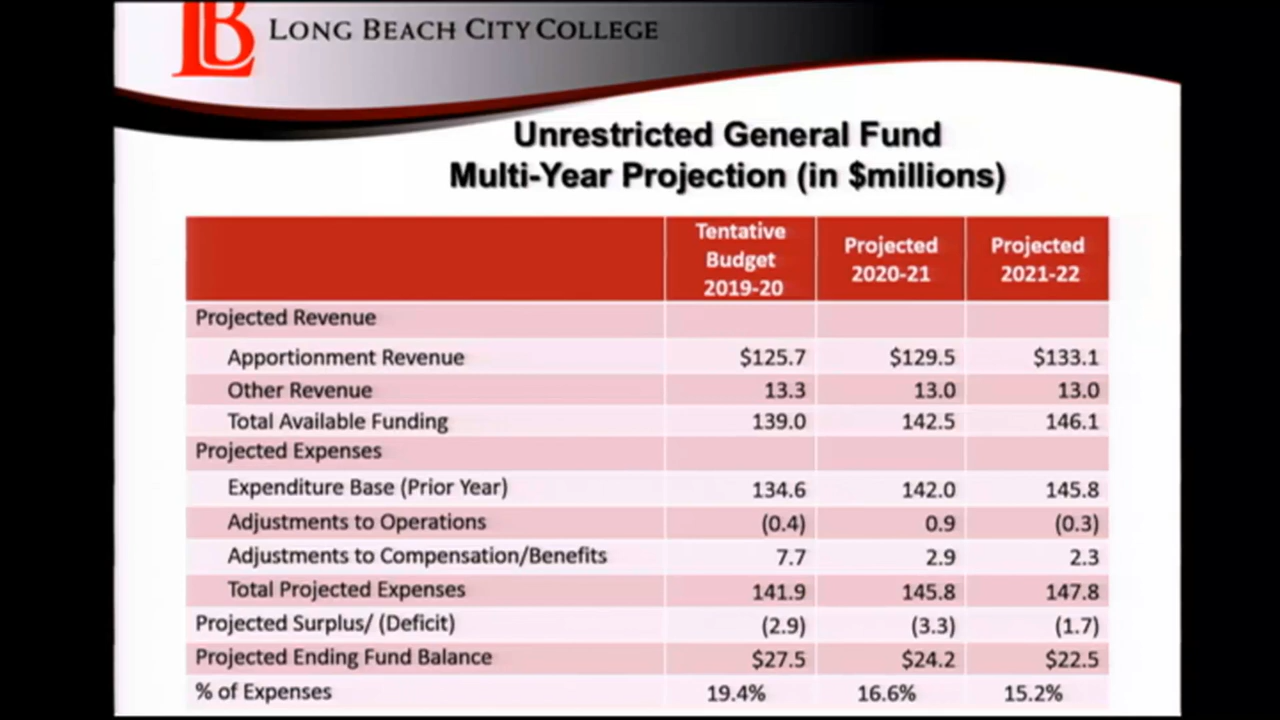 LB LONG BEACH CITY COLLEGE
Unrestricted General Fund
Multi-Year Projection (in $millions)
Tentative Budget 2019-20 Projected 2020-21 Projected 2021-22
Projected Revenue
Apportionment Revenue $125.7 $129.5 $133.1
Other Revenue 13.3 13.0 13.0
Total Available Funding 139.0 142.5 146.1
Projected Expenses
Expenditure Base (Prior Year) 134.6 142.0 145.8
Adjustments to Operations (0.4) 0.9 (0.3)
Adjustments to Compensation/Benefits 7.7 2.9 2.3
Total Projected Expenses 141.9 145.8 147.8
Projected Surplus/ (Deficit) (2.9) (3.3) (1.7)
Projected Ending Fund Balance $27.5 $24.2 $22.5
% of Expenses 19.4% 16.6% 15.2%